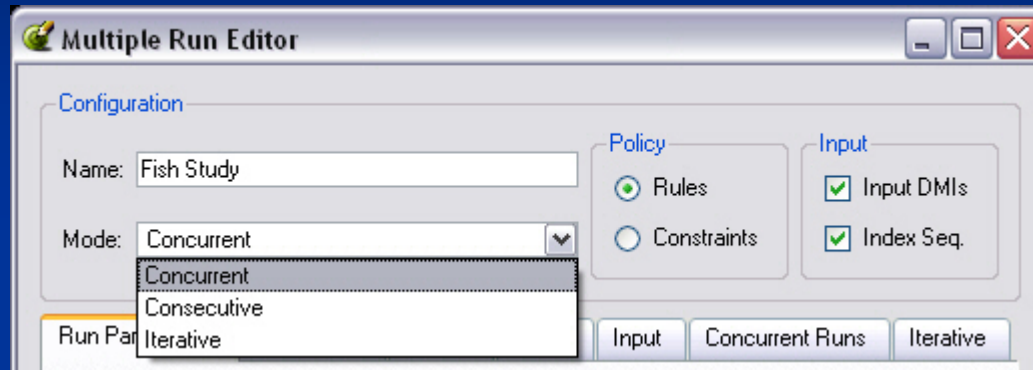 Multiple Run Editor
Configuration
Name: Fish Study
Mode: Concurrent
Concurrent
Consecutive
Iterative
Policy
Rules
Constraints
Input
Input DMIs
Index Seq.
Run Par
Input
Concurrent Runs
Iterative